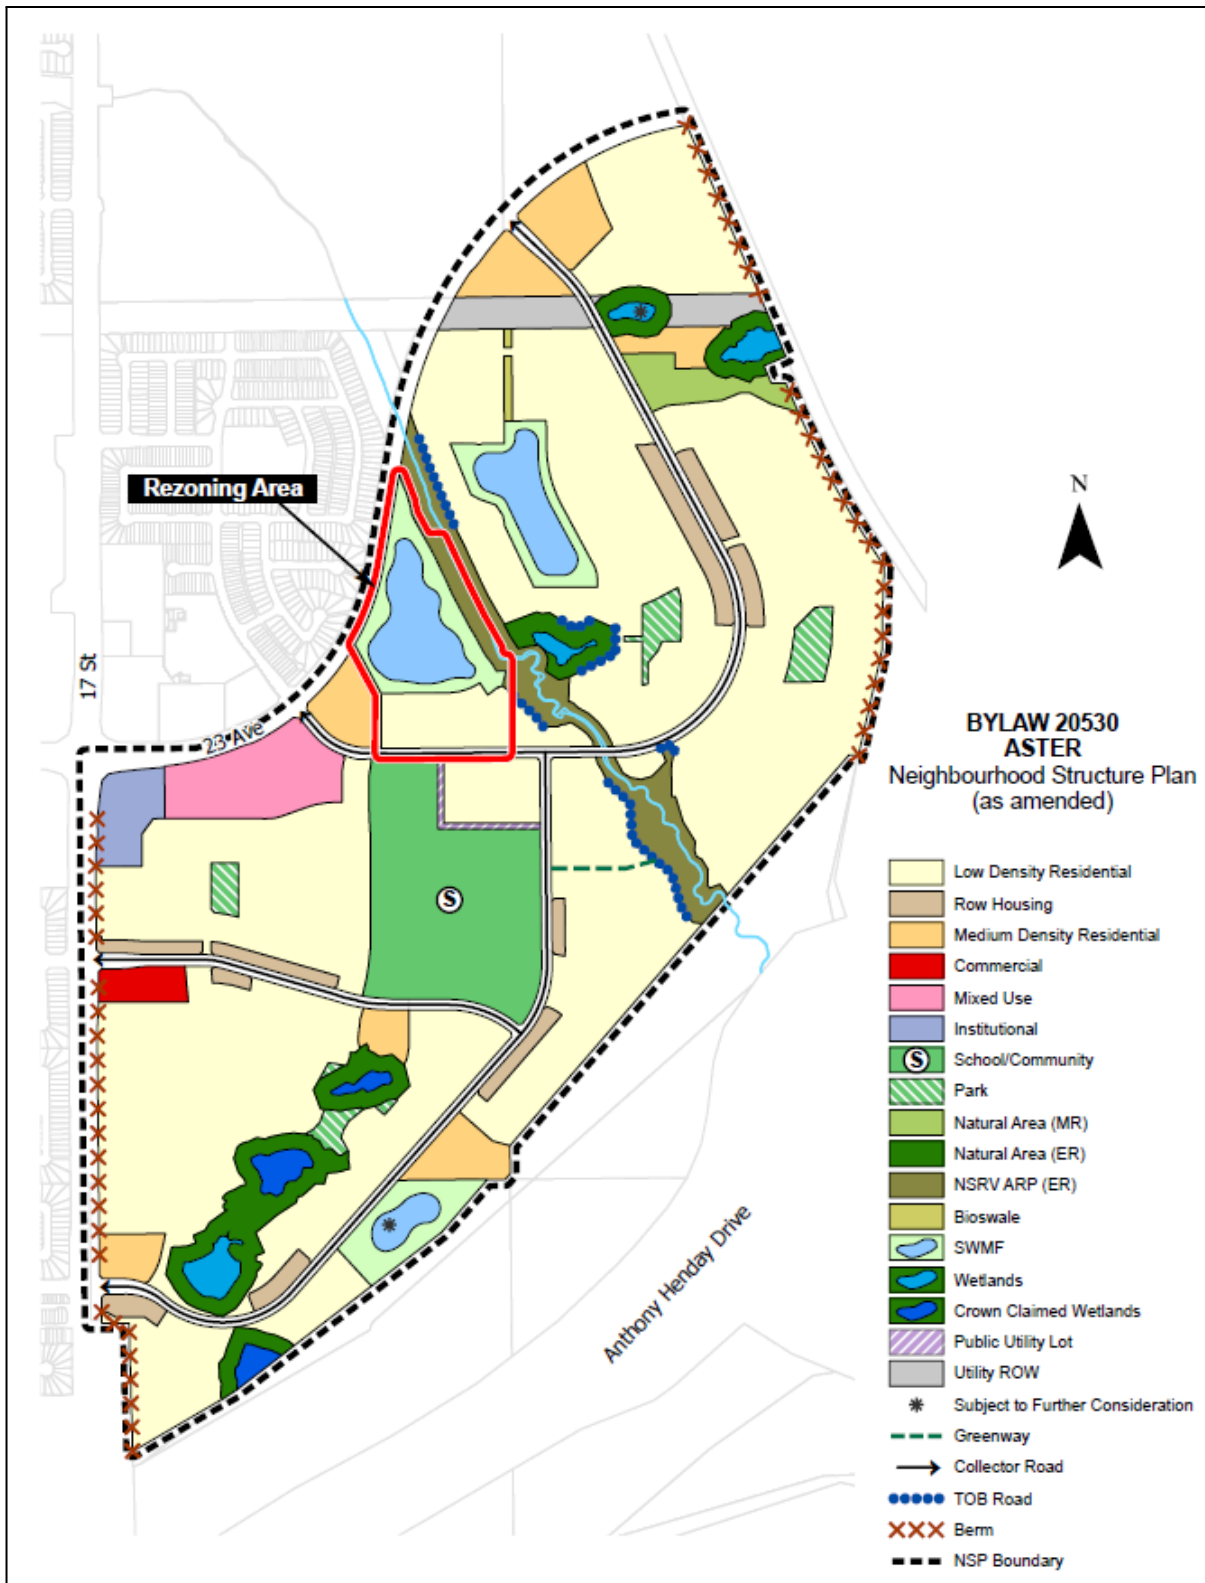 N
Rezoning Area
17 St
23 Ave
BYLAW 20530
ASTER
Neighbourhood Structure Plan
(as amended)
S
Low Density Residential
Row Housing
Medium Density Residential
Commercial
Mixed Use
Institutional
S School/Community
Park
Natural Area (MR)
Natural Area (ER)
NSRV ARP (ER)
Bioswale
SWMF
Wetlands
Crown Claimed Wetlands
Public Utility Lot
Utility ROW
Subject to Further Consideration
Greenway
Collector Road
TOB Road
Berm
NSP Boundary
Anthony Henday Drive